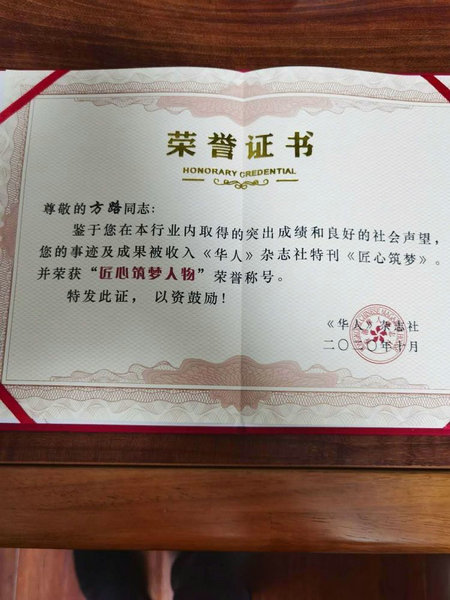 荣誉证书
HONORARY CREDENTIAL
尊敬的方路同志：
鉴于您在本行业内取得的突出成绩和良好的社会声望，
您的事迹及成果被收入《华人》杂志社特刊《匠心筑梦》。
并荣获“匠心筑梦人物”荣誉称号。
特发此证，以资鼓励！
《华人》杂志社
二〇二〇年十月